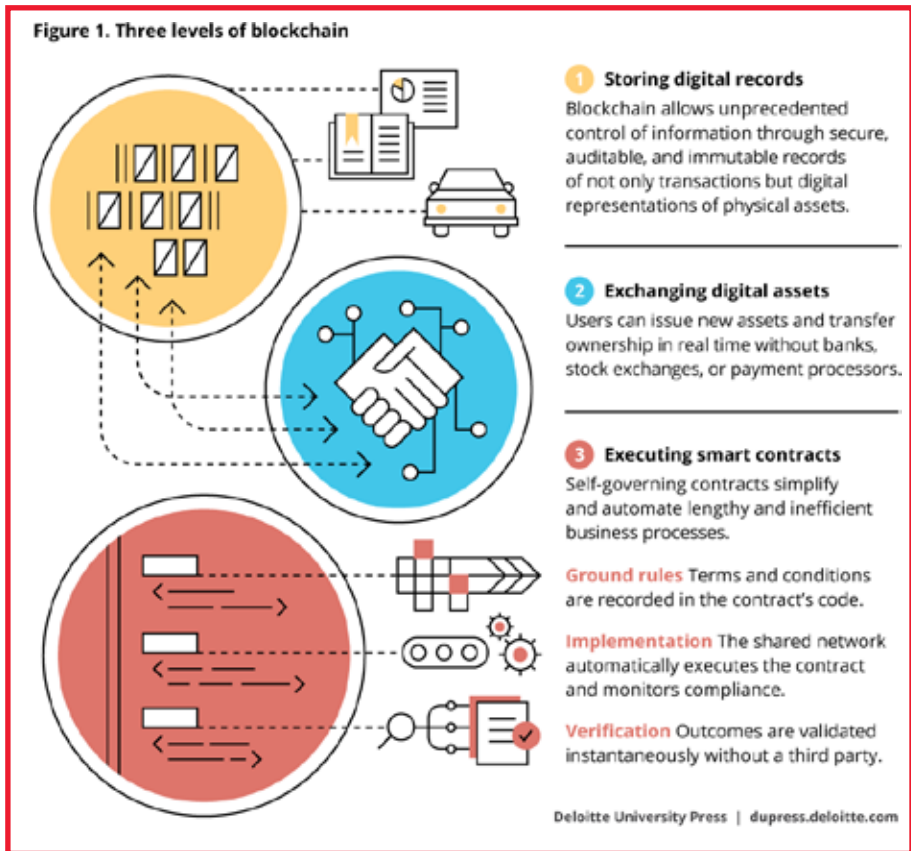 Figure 1. Three levels of blockchain
1 Storing digital records
Blockchain allows unprecedented
control of information through secure,
auditable, and immutable records
of not only transactions but digital
representations of physical assets.
2 Exchanging digital assets
Users can issue new assets and transfer
ownership in real time without banks,
stock exchanges, or payment processors.
3 Executing smart contracts
Self-governing contracts simplify
and automate lengthy and inefficient
business processes.
Ground rules Terms and conditions
are recorded in the contract's code.
Implementation The shared network
automatically executes the contract
and monitors compliance.
Verification Outcomes are validated
instantaneously without a third party.
Deloitte University Press | dupress.deloitte.com